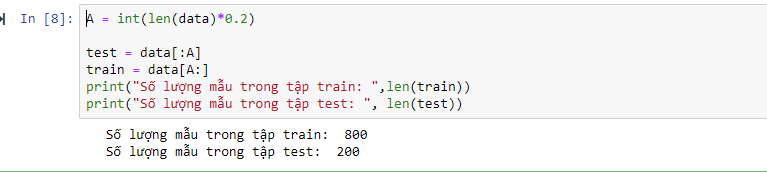 In [8]: A = int(len(data)*0.2)
test = data[:A]
train = data[A:]
print("Số lượng mẫu trong tập train: ",len(train))
print("Số lượng mẫu trong tập test: ", len(test))
Số lượng mẫu trong tập train:  800
Số lượng mẫu trong tập test:  200